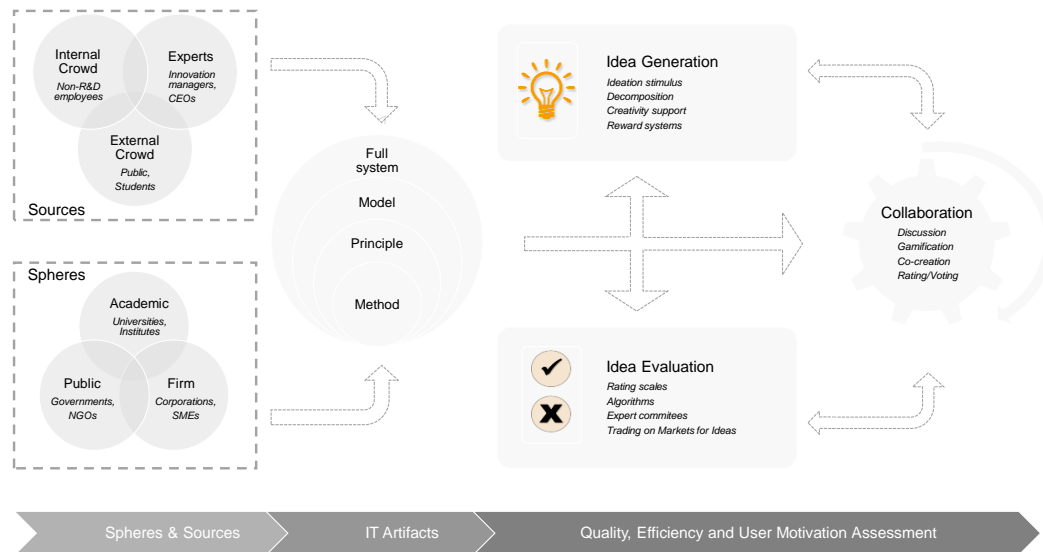 Internal
Crowd
Non-R&D
employees
Experts
Innovation
managers,
CEOs
External
Crowd
Public,
Students
Sources
Spheres
Academic
Universities,
Institutes
Public
Governments,
NGOs
Firm
Corporations,
SMEs
Full
system
Model
Principle
Method
Idea Generation
Ideation stimulus
Decomposition
Creativity support
Reward systems
Collaboration
Discussion
Gamification
Co-creation
Rating/Voting
Idea Evaluation
Rating scales
Algorithms
Expert commitees
Trading on Markets for Ideas
Spheres & Sources
IT Artifacts
Quality, Efficiency and User Motivation Assessment